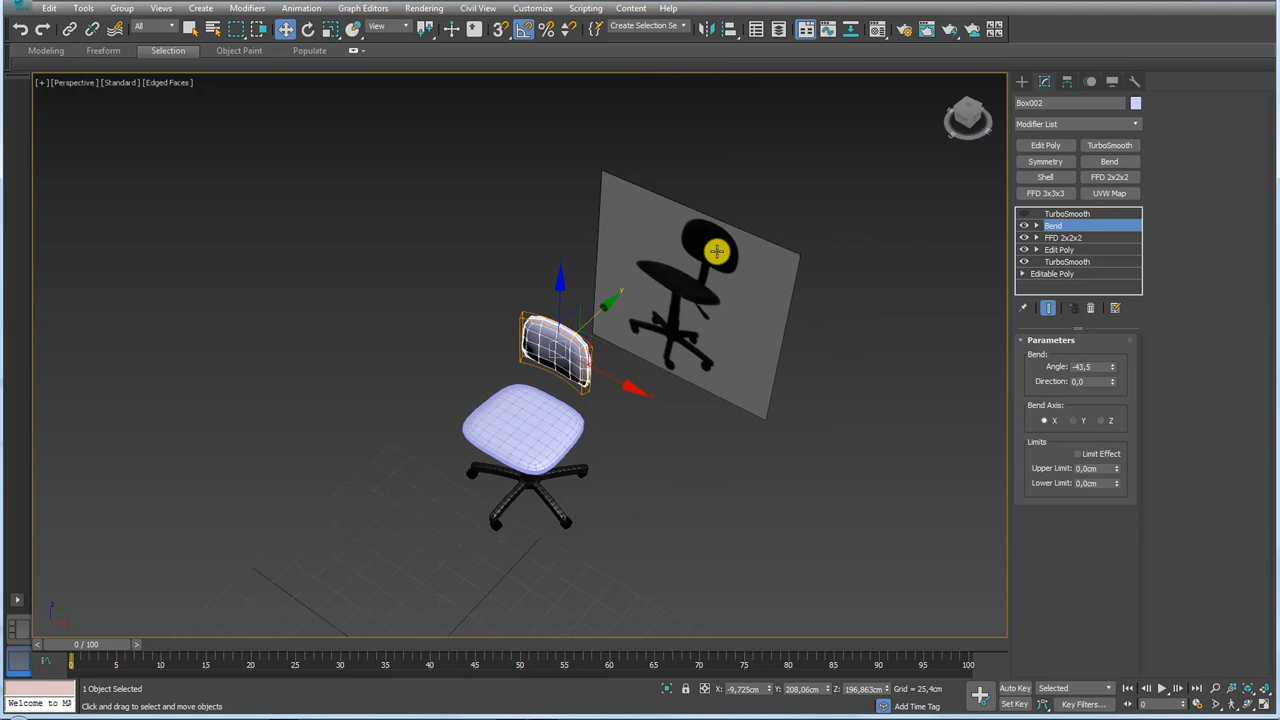 Edit Tools Group Views Create Modifiers Animation Graph Editors Rendering Civil View Customize Scripting Content Help
All View Create Selection Se
Modeling Freeform Selection Object Paint Populate
[+] [Perspective] [Standard] [Edged Faces]
Box002
Modifier List
Edit Poly TurboSmooth
Symmetry Bend
Shell FFD 2x2x2
FFD 3x3x3 UVW Map
TurboSmooth
Bend
FFD 2x2x2
Edit Poly
TurboSmooth
Editable Poly
Parameters
Bend:
Angle: -43,5
Direction: 0,0
Bend Axis:
X Y Z
Limits
Limit Effect
Upper Limit: 0,0cm
Lower Limit: 0,0cm
z
y
x
< 0 / 100 >
0 5 10 15 20 25 30 35 40 45 50 55 60 65 70 75 80 85 90 95 100
1 Object Selected X: -9,725cm Y: 208,06cm Z: 196,863cm Grid = 25,4cm Auto Key Selected
Welcome to MA Click and drag to select and move objects Add Time Tag Set Key Key Filters... 0